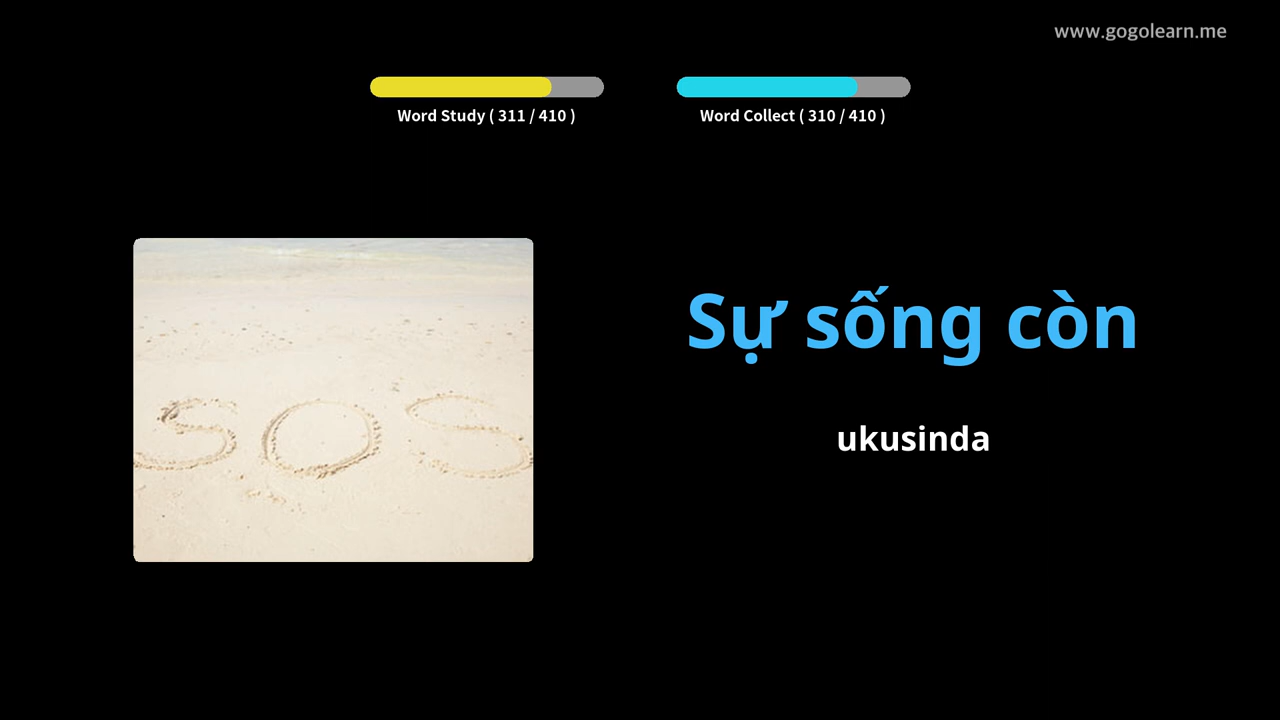 www.gogolearn.me
Word Study ( 311 / 410 )
Word Collect ( 310 / 410 )
SOS
Sự sống còn
ukusinda